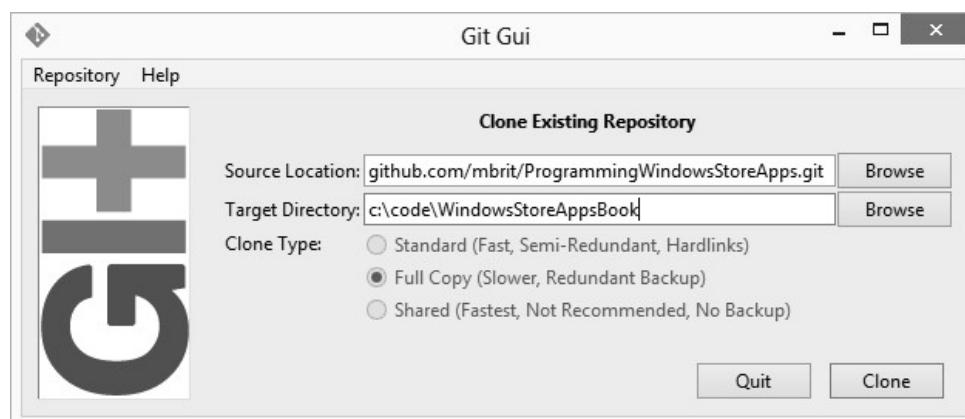 Git Gui
Repository Help
GIT
Clone Existing Repository
Source Location: github.com/mbrit/ProgrammingWindowsStoreApps.git Browse
Target Directory: c:\code\WindowsStoreAppsBook Browse
Clone Type: Standard (Fast, Semi-Redundant, Hardlinks)
Full Copy (Slower, Redundant Backup)
Shared (Fastest, Not Recommended, No Backup)
Quit Clone